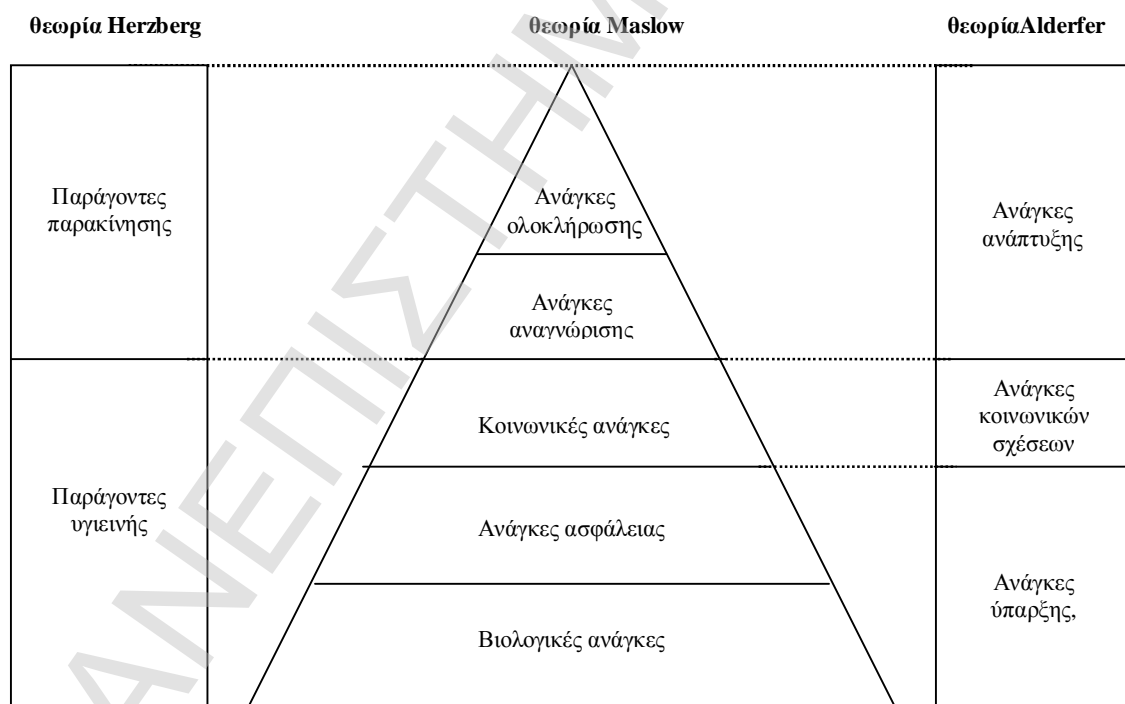 θεωρία Herzberg
θεωρία Maslow
θεωρίαAlderfer
Παράγοντες
παρακίνησης
Ανάγκες
ολοκλήρωσης
Ανάγκες
ανάπτυξης
Ανάγκες
αναγνώρισης
Κοινωνικές ανάγκες
Ανάγκες
κοινωνικών
σχέσεων
Παράγοντες
υγιεινής
Ανάγκες ασφάλειας
Ανάγκες
ύπαρξης,
Βιολογικές ανάγκες
ΑΝΕΠΙΣΤΗΜ